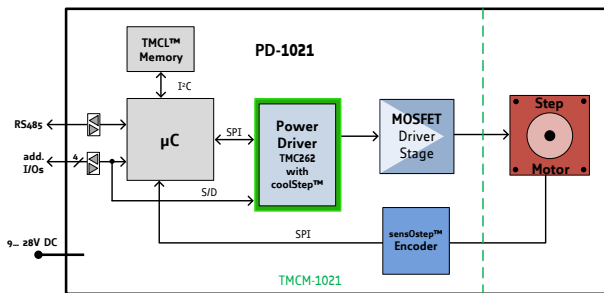 PD-1021
TMCL™
Memory
I²C
RS485
µC
SPI
add.
I/Os
4
S/D
Power
Driver
TMC262
with
coolStep™
MOSFET
Driver
Stage
Step
Motor
SPI
sensOstep™
Encoder
9... 28V DC
TMCM-1021